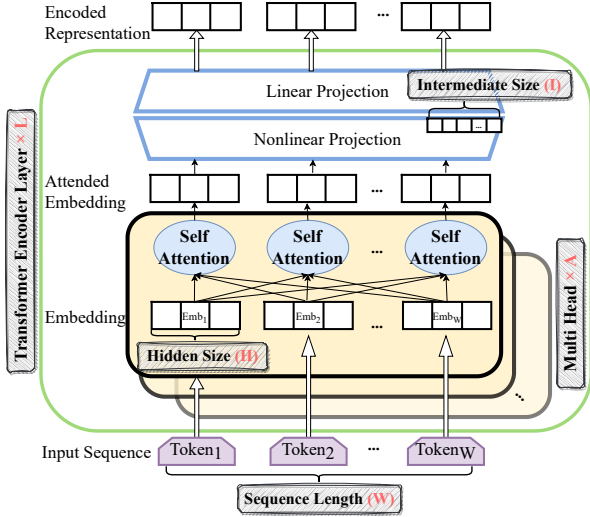 Encoded
Representation
...
Linear Projection
Intermediate Size (I)
...
Nonlinear Projection
Transformer Encoder Layer × L
Attended
Embedding
...
Self
Attention
Self
Attention
...
Self
Attention
Multi Head × A
Embedding
Emb1
Emb2
...
EmbW
Hidden Size (H)
...
Input Sequence
Token1
Token2
...
TokenW
Sequence Length (W)